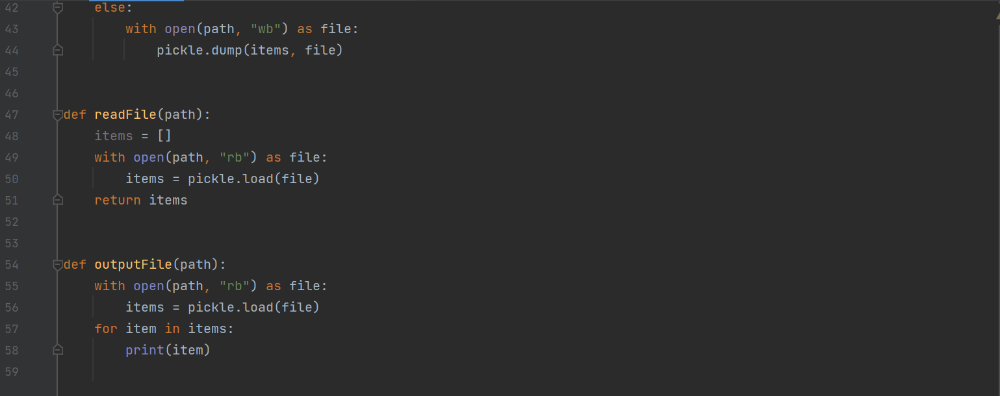 42 else:
43 with open(path, "wb") as file:
44 pickle.dump(items, file)
45
46
47 def readFile(path):
48 items = []
49 with open(path, "rb") as file:
50 items = pickle.load(file)
51 return items
52
53
54 def outputFile(path):
55 with open(path, "rb") as file:
56 items = pickle.load(file)
57 for item in items:
58 print(item)
59